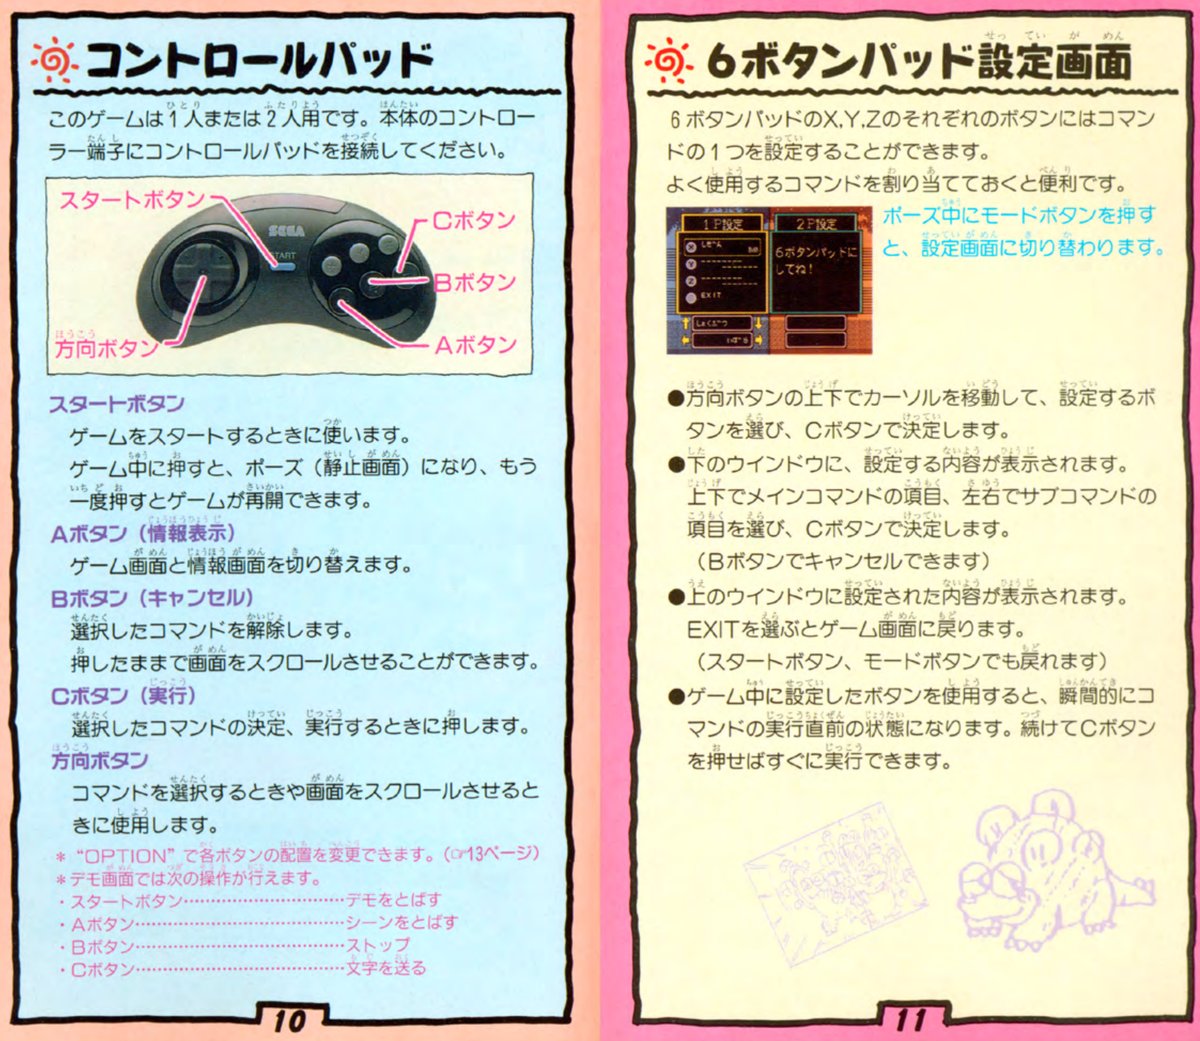 コントロールパッド
このゲームは1人または2人用です。本体のコントロー
ラー端子にコントロールパッドを接続してください。
スタートボタン
SEGA
START
Cボタン
Bボタン
方向ボタン
Aボタン
スタートボタン
ゲームをスタートするときに使います。
ゲーム中に押すと、ポーズ(静止画面)になり、もう
一度押すとゲームが再開できます。
Aボタン(情報表示)
ゲーム画面と情報画面を切り替えます。
Bボタン(キャンセル)
選択したコマンドを解除します。
押したままで画面をスクロールさせることができます。
Cボタン(実行)
選択したコマンドの決定、実行するときに押します。
方向ボタン
コマンドを選択するときや画面をスクロールさせると
きに使用します。
＊“OPTION”で各ボタンの配置を変更できます。(☞13ページ)
＊デモ画面では次の操作が行えます。
・スタートボタン…………………………デモをとばす
・Aボタン…………………………………シーンをとばす
・Bボタン…………………………………ストップ
・Cボタン…………………………………文字を送る
10
6ボタンパッド設定画面
6ボタンパッドのX,Y,Zのそれぞれのボタンにはコマン
ドの1つを設定することができます。
よく使用するコマンドを割り当てておくと便利です。
1P設定
2P設定
X しぜん
Y
Z
EXIT
6ボタンパッドに
してね!
しょくぶつ
ポーズ中にモードボタンを押す
と、設定画面に切り替わります。
●方向ボタンの上下でカーソルを移動して、設定するボ
タンを選び、Cボタンで決定します。
●下のウインドウに、設定する内容が表示されます。
上下でメインコマンドの項目、左右でサブコマンドの
項目を選び、Cボタンで決定します。
(Bボタンでキャンセルできます)
●上のウインドウに設定された内容が表示されます。
EXITを選ぶとゲーム画面に戻ります。
(スタートボタン、モードボタンでも戻れます)
●ゲーム中に設定したボタンを使用すると、瞬間的にコ
マンドの実行直前の状態になります。続けてCボタン
を押せばすぐに実行できます。
11